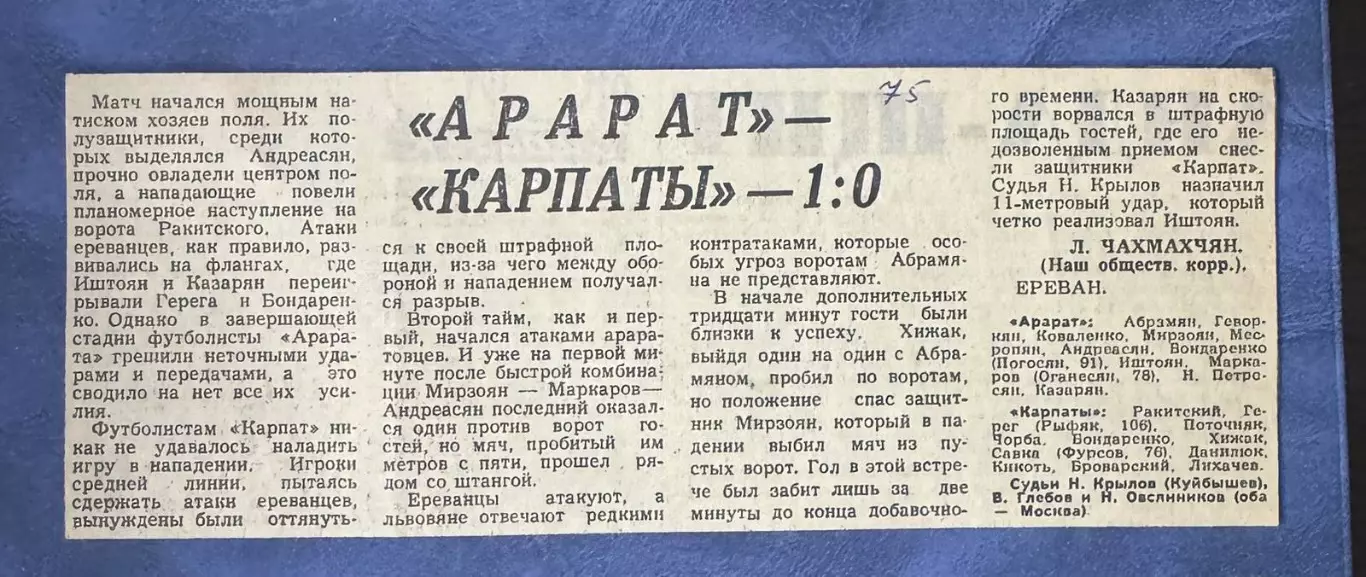 75
«АРАРАТ»—
«КАРПАТЫ»—1:0
Матч начался мощным на-
тиском хозяев поля. Их по-
лузащитники, среди кото-
рых выделялся Андреасян,
прочно овладели центром по-
ля, а нападающие повели
планомерное наступление на
ворота Ракитского. Атаки
ереванцев, как правило, раз-
вивались на флангах, где
Иштоян и Казарян переиг-
рывали Герега и Бондарен-
ко. Однако в завершающей
стадии футболисты «Арара-
та» грешили неточными уда-
рами и передачами, а это
сводило на нет все их уси-
лия.
Футболистам «Карпат» ни-
как не удавалось наладить
игру в нападении. Игроки
средней линии, пытаясь
сдержать атаки ереванцев,
вынуждены были оттянуть-
ся к своей штрафной пло-
щади, из-за чего между обо-
роной и нападением получал-
ся разрыв.
Второй тайм, как и пер-
вый, начался атаками арара-
товцев. И уже на первой ми-
нуте после быстрой комбина-
ции Мирзоян — Маркаров—
Андреасян последний оказал-
ся один против ворот го-
стей, но мяч, пробитый им
метров с пяти, прошел ря-
дом со штангой.
Ереванцы атакуют, а
львовяне отвечают редкими
контратаками, которые осо-
бых угроз воротам Абрамя-
на не представляют.
В начале дополнительных
тридцати минут гости были
близки к успеху. Хижак,
выйдя один на один с Абра-
мяном, пробил по воротам,
но положение спас защит-
ник Мирзоян, который в па-
дении выбил мяч из пу-
стых ворот. Гол в этой встре-
че был забит лишь за две
минуты до конца добавочно-
го времени. Казарян на ско-
рости ворвался в штрафную
площадь гостей, где его не-
дозволенным приемом снес-
ли защитники «Карпат».
Судья Н. Крылов назначил
11-метровый удар, который
четко реализовал Иштоян.
Л. ЧАХМАХЧЯН.
(Наш обществ. корр.).
ЕРЕВАН.
«Арарат»: Абрамян, Гевор-
кян, Коваленко, Мирзоян, Мес-
ропян, Андреасян, Бондаренко
(Погосян, 91), Иштоян, Марка-
ров (Оганесян, 78), Н. Петро-
сян, Казарян.
«Карпаты»: Ракитский, Ге-
рег (Рыфяк, 106), Поточняк,
Чорба, Бондаренко, Хижак,
Савка (Фурсов, 76), Данилюк,
Кикоть, Броварский, Лихачев.
Судьи Н. Крылов (Куйбышев),
В. Глебов и Н. Овсянников (оба
— Москва)